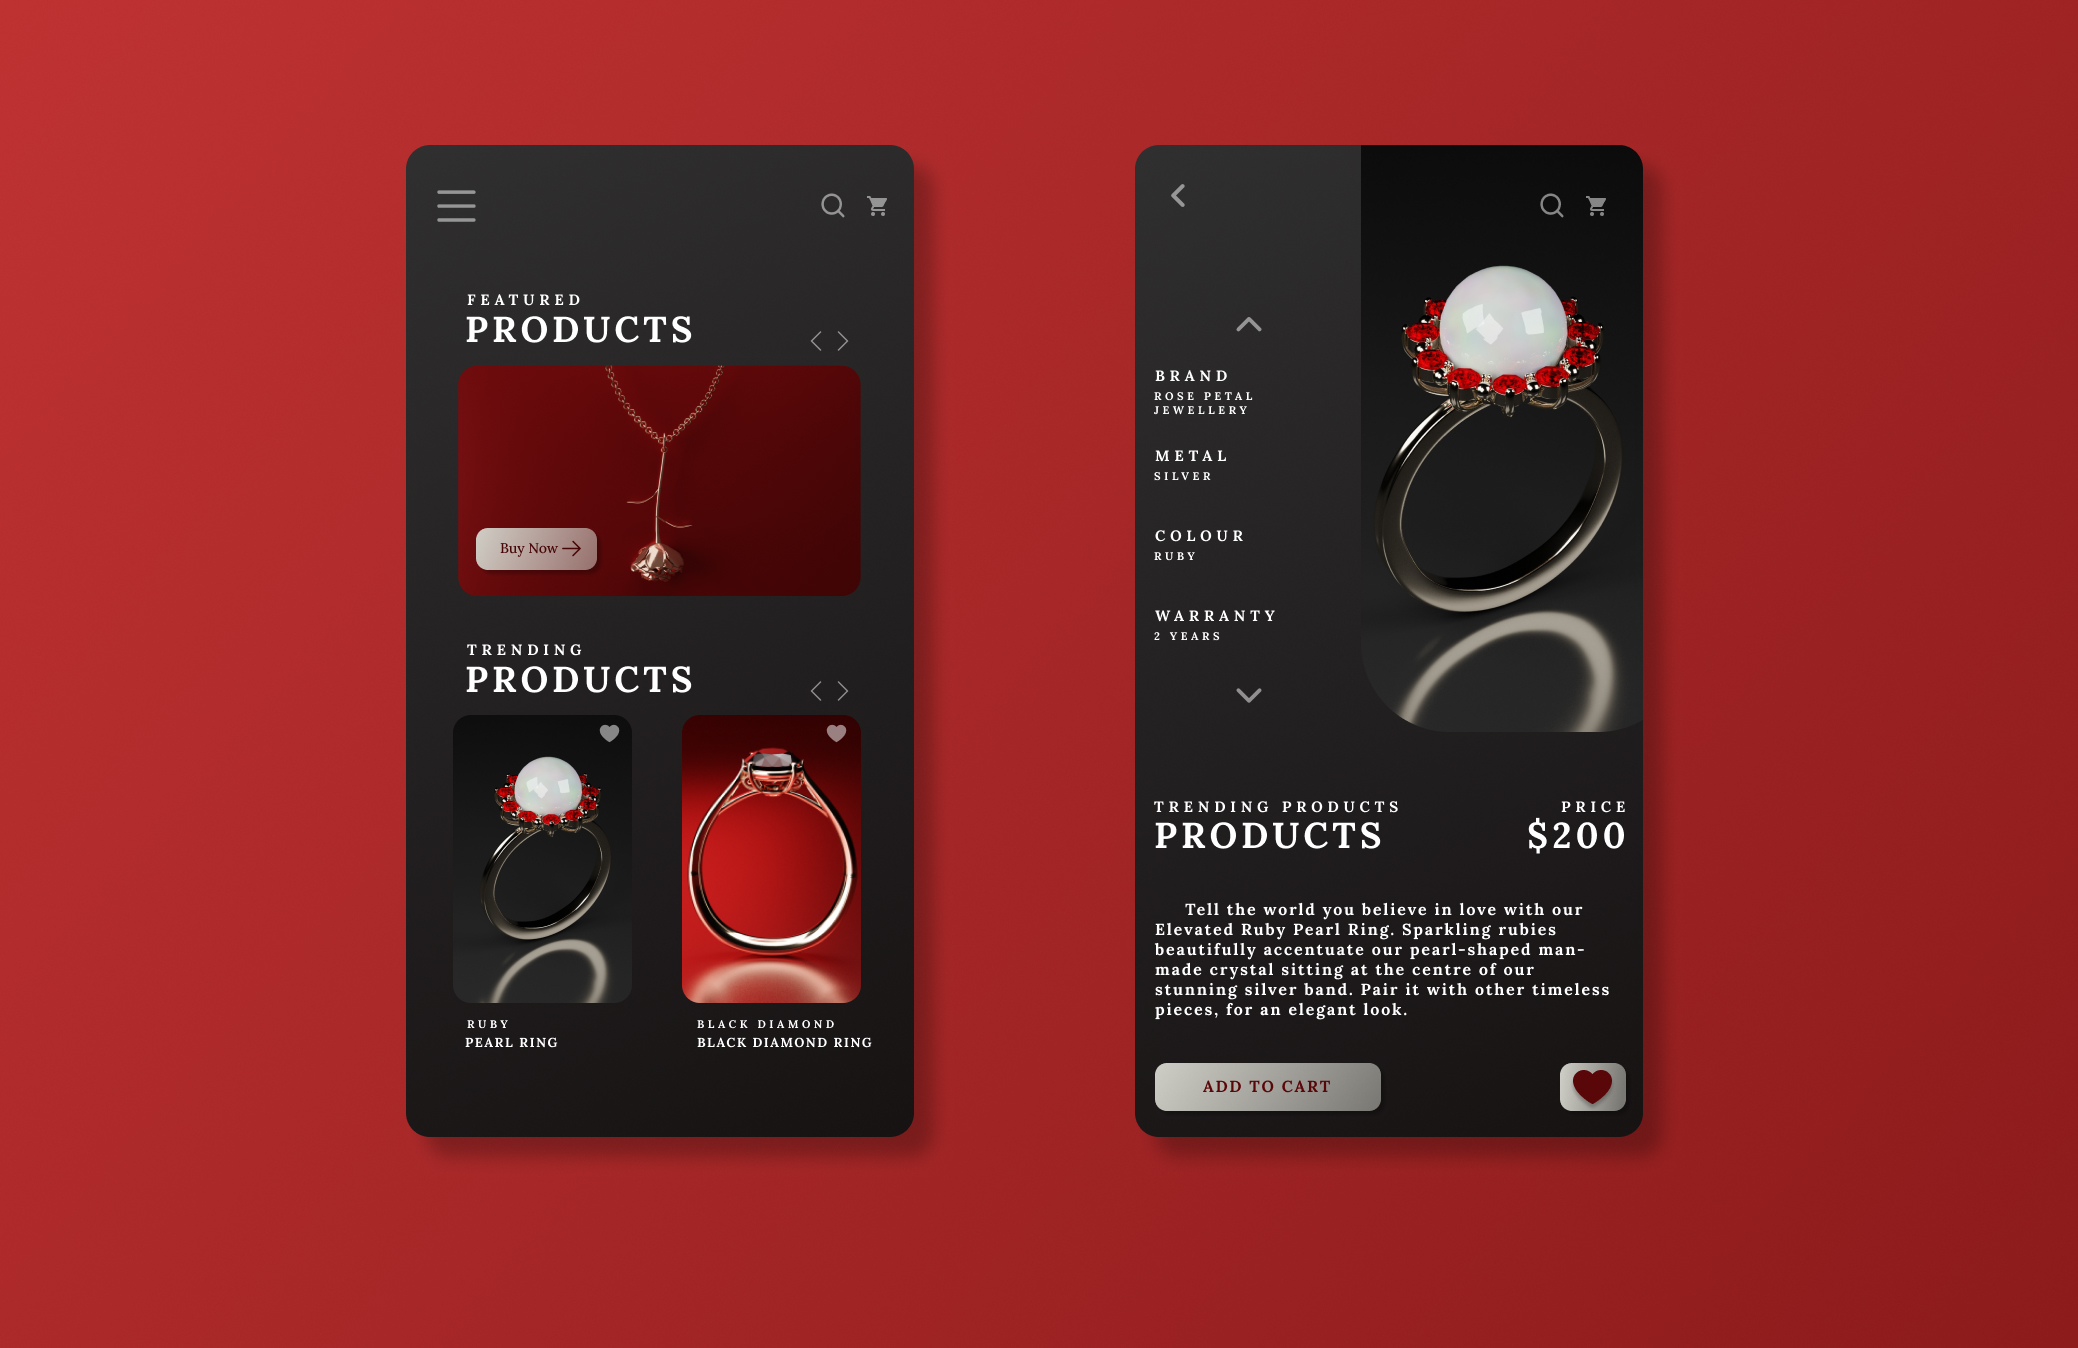 FEATURED
PRODUCTS
Buy Now
TRENDING
PRODUCTS
RUBY
PEARL RING
BLACK DIAMOND
BLACK DIAMOND RING
BRAND
ROSE PETAL
JEWELLERY
METAL
SILVER
COLOUR
RUBY
WARRANTY
2 YEARS
TRENDING PRODUCTS
PRODUCTS
PRICE
$200
Tell the world you believe in love with our
Elevated Ruby Pearl Ring. Sparkling rubies
beautifully accentuate our pearl-shaped man-
made crystal sitting at the centre of our
stunning silver band. Pair it with other timeless
pieces, for an elegant look.
ADD TO CART